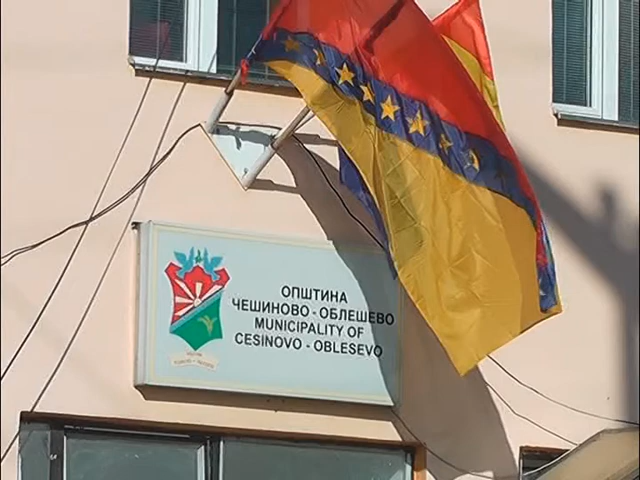 ОПШТИНА
ЧЕШИНОВО - ОБЛЕШЕВО
MUNICIPALITY OF
CESINOVO - OBLESEVO